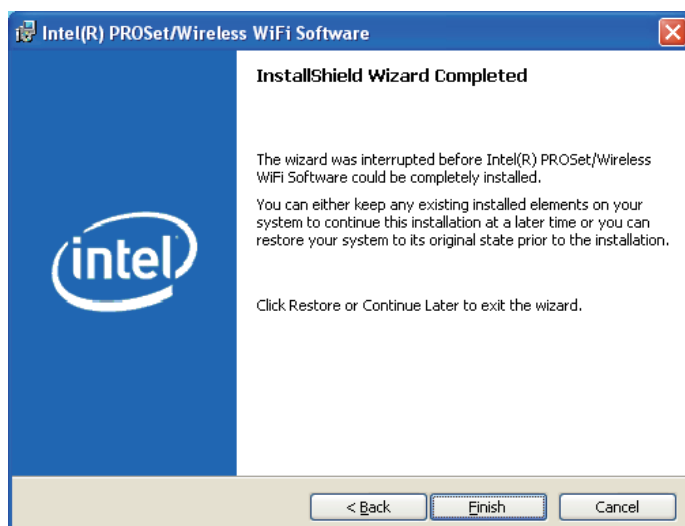 Intel(R) PROSet/Wireless WiFi Software
InstallShield Wizard Completed
The wizard was interrupted before Intel(R) PROSet/Wireless
WiFi Software could be completely installed.
You can either keep any existing installed elements on your
system to continue this installation at a later time or you can
restore your system to its original state prior to the installation.
Click Restore or Continue Later to exit the wizard.
intel
< Back
Finish
Cancel